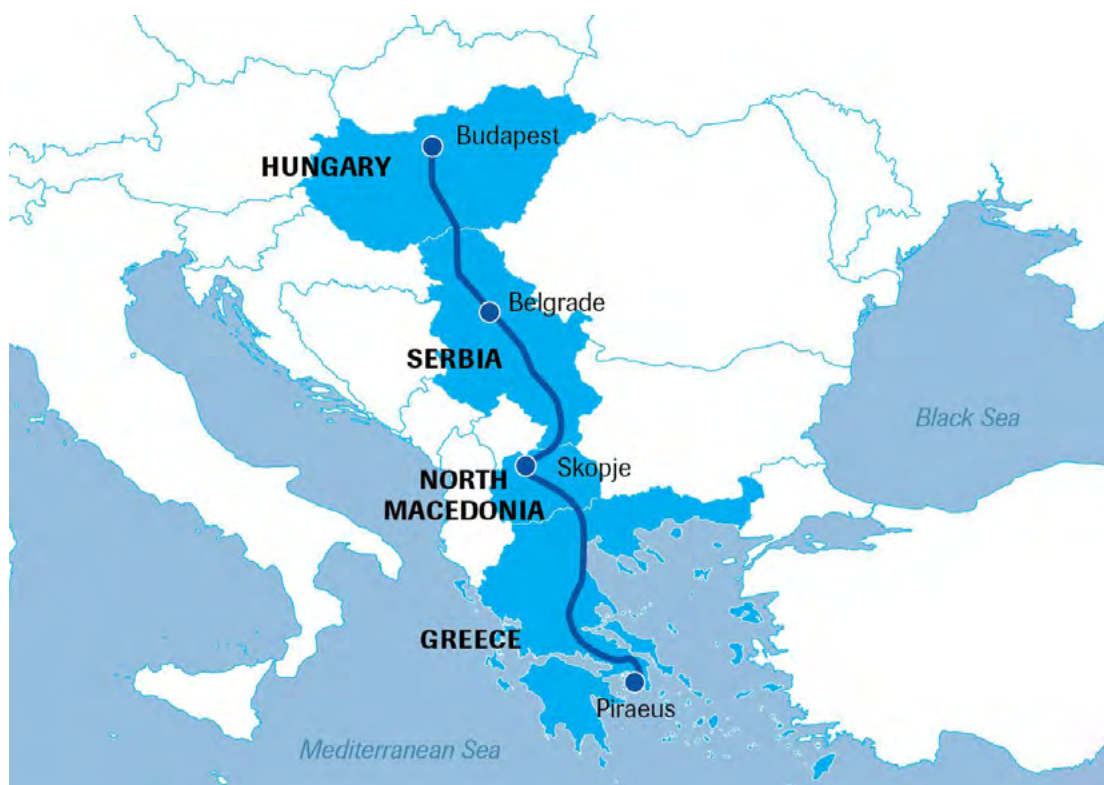 Budapest
HUNGARY
Belgrade
SERBIA
Black Sea
Skopje
NORTH
MACEDONIA
GREECE
Piraeus
Mediterranean Sea